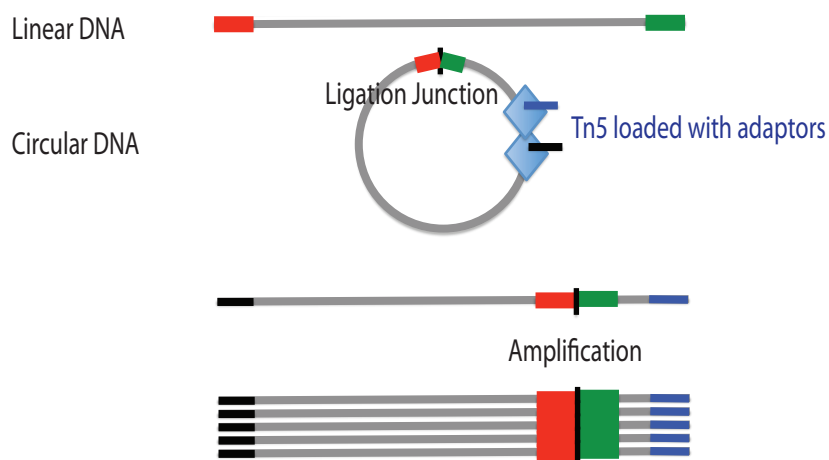 Linear DNA
Ligation Junction
Tn5 loaded with adaptors
Circular DNA
Amplification